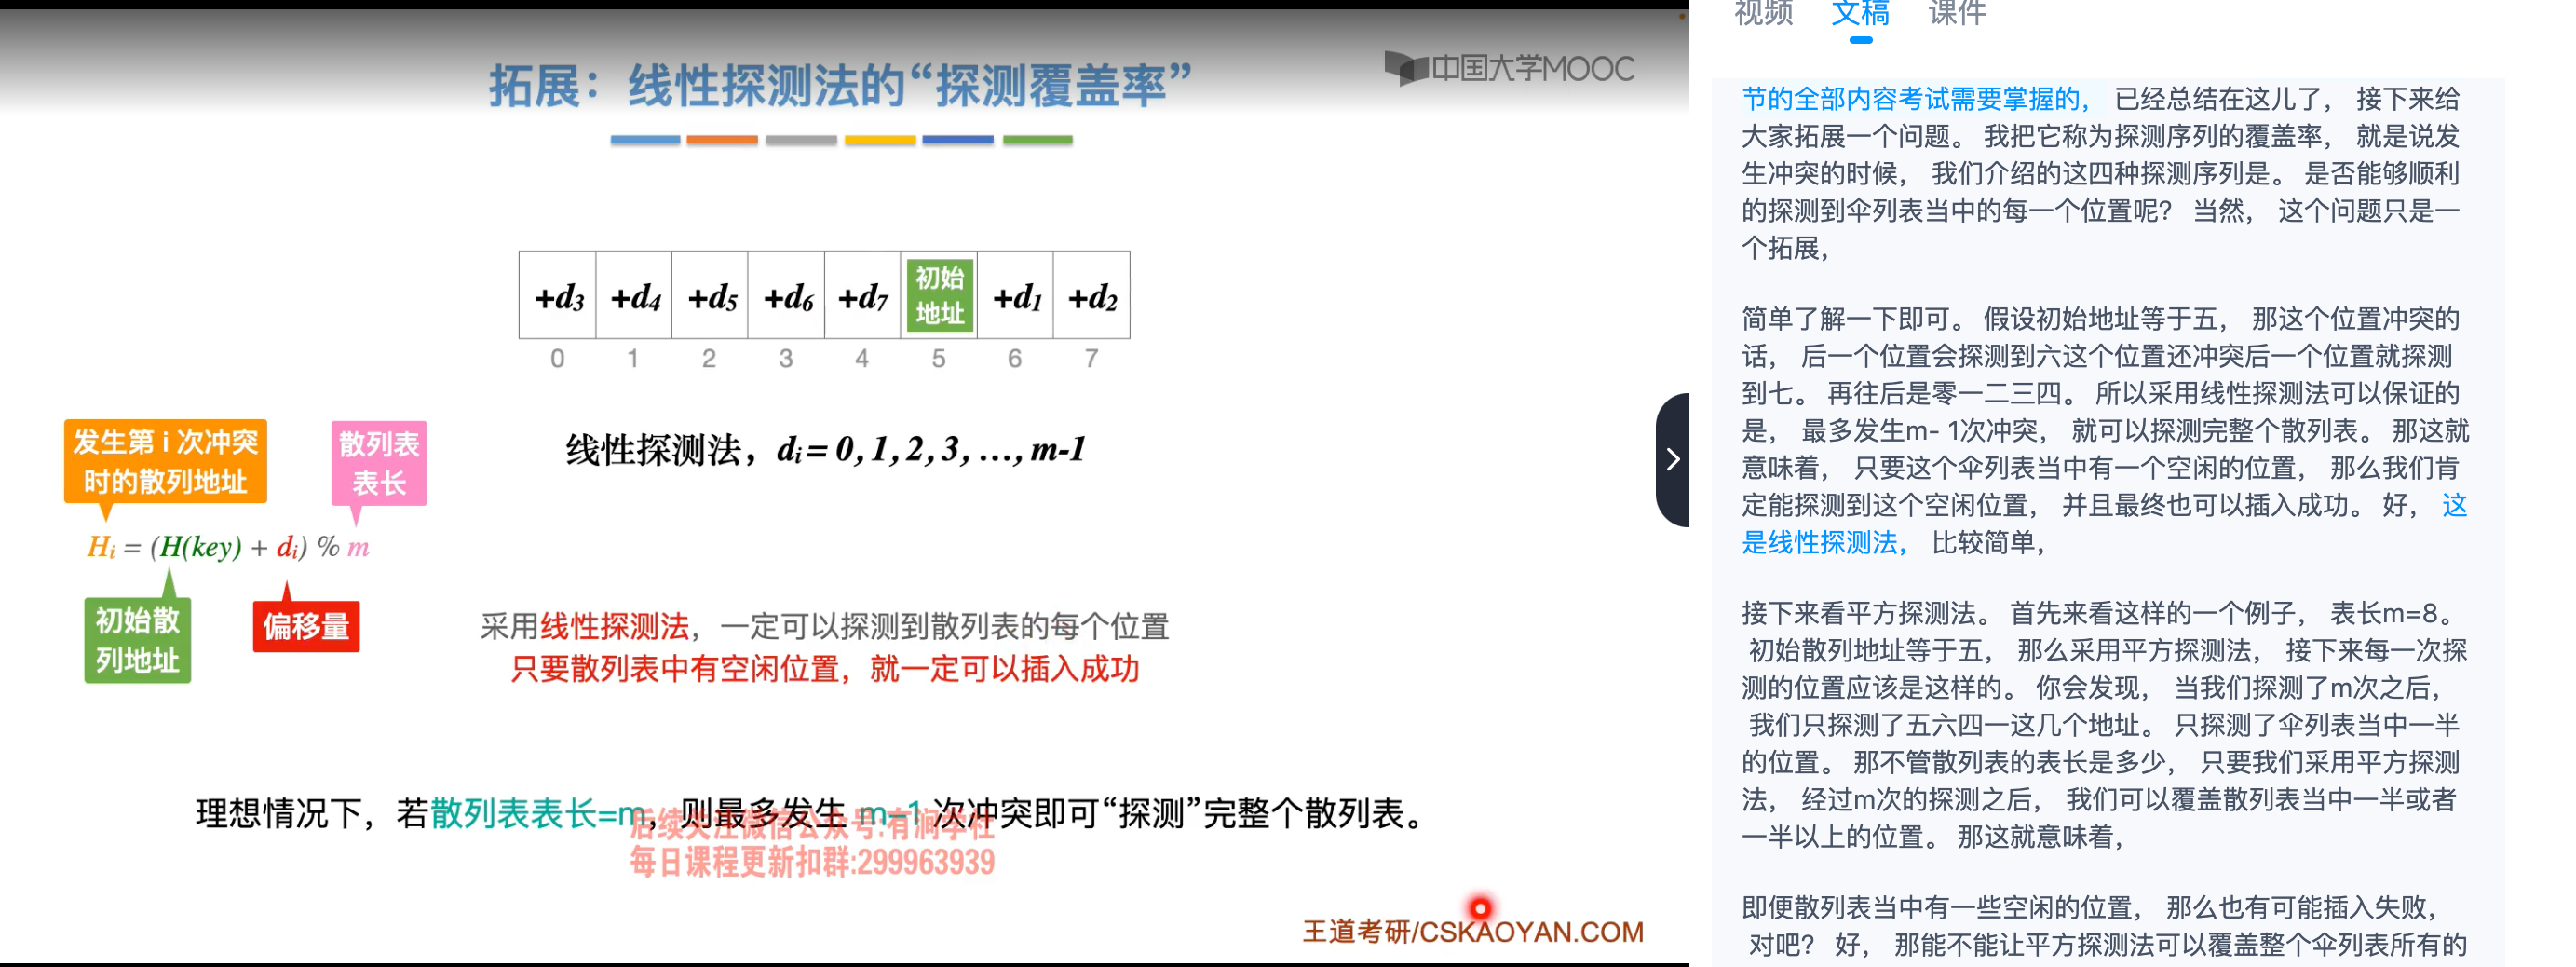 拓展：线性探测法的“探测覆盖率”
中国大学MOOC
+d3 +d4 +d5 +d6 +d7 初始地址 +d1 +d2
0 1 2 3 4 5 6 7
线性探测法，di = 0, 1, 2, 3, …, m-1
发生第 i 次冲突
时的散列地址
散列表
表长
Hi = (H(key) + di) % m
初始散
列地址
偏移量
采用线性探测法，一定可以探测到散列表的每个位置
只要散列表中有空闲位置，就一定可以插入成功
理想情况下，若散列表表长=m，则最多发生 m-1 次冲突即可“探测”完整个散列表。
后续关注微信公众号:有涧学社
每日课程更新扣群:299963939
王道考研/CSKAOYAN.COM
视频 文稿 课件
节的全部内容考试需要掌握的， 已经总结在这儿了， 接下来给
大家拓展一个问题。 我把它称为探测序列的覆盖率， 就是说发
生冲突的时候， 我们介绍的这四种探测序列是。 是否能够顺利
的探测到伞列表当中的每一个位置呢？ 当然， 这个问题只是一
个拓展，
简单了解一下即可。 假设初始地址等于五， 那这个位置冲突的
话， 后一个位置会探测到六这个位置还冲突后一个位置就探测
到七。 再往后是零一二三四。 所以采用线性探测法可以保证的
是， 最多发生m- 1次冲突， 就可以探测完整个散列表。 那这就
意味着， 只要这个伞列表当中有一个空闲的位置， 那么我们肯
定能探测到这个空闲位置， 并且最终也可以插入成功。 好， 这
是线性探测法， 比较简单，
接下来看平方探测法。 首先来看这样的一个例子， 表长m=8。
初始散列地址等于五， 那么采用平方探测法， 接下来每一次探
测的位置应该是这样的。 你会发现， 当我们探测了m次之后，
我们只探测了五六四一这几个地址。 只探测了伞列表当中一半
的位置。 那不管散列表的表长是多少， 只要我们采用平方探测
法， 经过m次的探测之后， 我们可以覆盖散列表当中一半或者
一半以上的位置。 那这就意味着，
即便散列表当中有一些空闲的位置， 那么也有可能插入失败，
对吧？ 好， 那能不能让平方探测法可以覆盖整个伞列表所有的